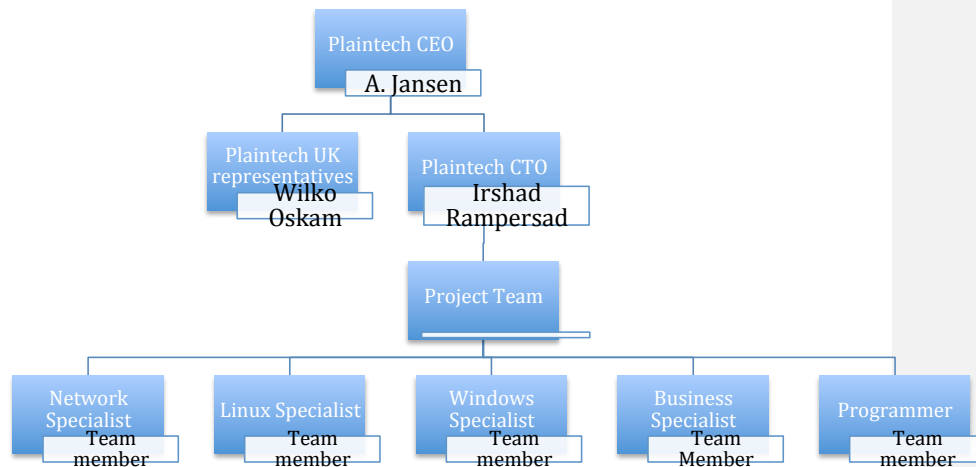 Plaintech CEO
A. Jansen
Plaintech UK
representatives
Wilko
Oskam
Plaintech CTO
Irshad
Rampersad
Project Team
Network
Specialist
Team
member
Linux Specialist
Team
member
Windows
Specialist
Team
member
Business
Specialist
Team
Member
Programmer
Team
member